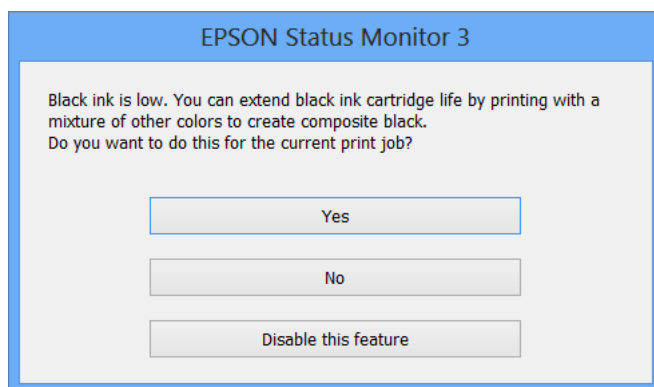 EPSON Status Monitor 3
Black ink is low. You can extend black ink cartridge life by printing with a
mixture of other colors to create composite black.
Do you want to do this for the current print job?
Yes
No
Disable this feature